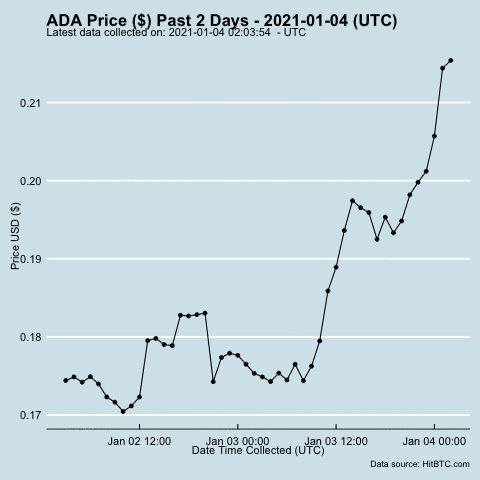 ADA Price ($) Past 2 Days - 2021-01-04 (UTC)
Latest data collected on: 2021-01-04 02:03:54  - UTC
0.21
0.20
0.19
0.18
0.17
Price USD ($)
Jan 02 12:00 Jan 03 00:00 Jan 03 12:00 Jan 04 00:00
Date Time Collected (UTC)
Data source: HitBTC.com